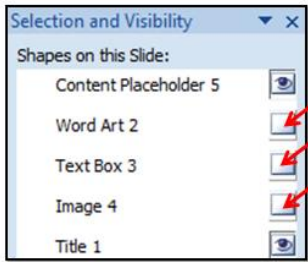 Selection and Visibility
Shapes on this Slide:
Content Placeholder 5
Word Art 2
Text Box 3
Image 4
Title 1